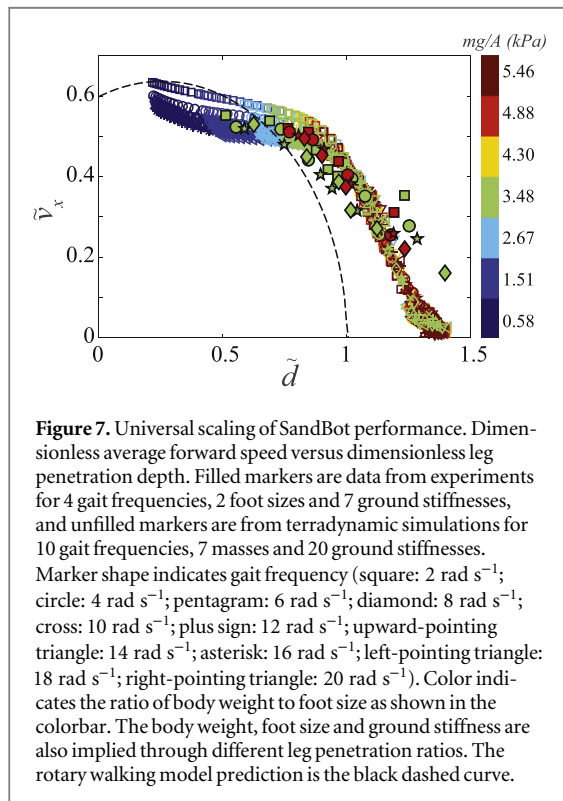 mg/A (kPa)
0.6
0.4
0.2
0
ṽx
0
0.5
1.0
1.5
d̃
5.46
4.88
4.30
3.48
2.67
1.51
0.58
Figure 7. Universal scaling of SandBot performance. Dimen-
sionless average forward speed versus dimensionless leg
penetration depth. Filled markers are data from experiments
for 4 gait frequencies, 2 foot sizes and 7 ground stiffnesses,
and unfilled markers are from terradynamic simulations for
10 gait frequencies, 7 masses and 20 ground stiffnesses.
Marker shape indicates gait frequency (square: 2 rad s⁻¹;
circle: 4 rad s⁻¹; pentagram: 6 rad s⁻¹; diamond: 8 rad s⁻¹;
cross: 10 rad s⁻¹; plus sign: 12 rad s⁻¹; upward-pointing
triangle: 14 rad s⁻¹; asterisk: 16 rad s⁻¹; left-pointing triangle:
18 rad s⁻¹; right-pointing triangle: 20 rad s⁻¹). Color indi-
cates the ratio of body weight to foot size as shown in the
colorbar. The body weight, foot size and ground stiffness are
also implied through different leg penetration ratios. The
rotary walking model prediction is the black dashed curve.